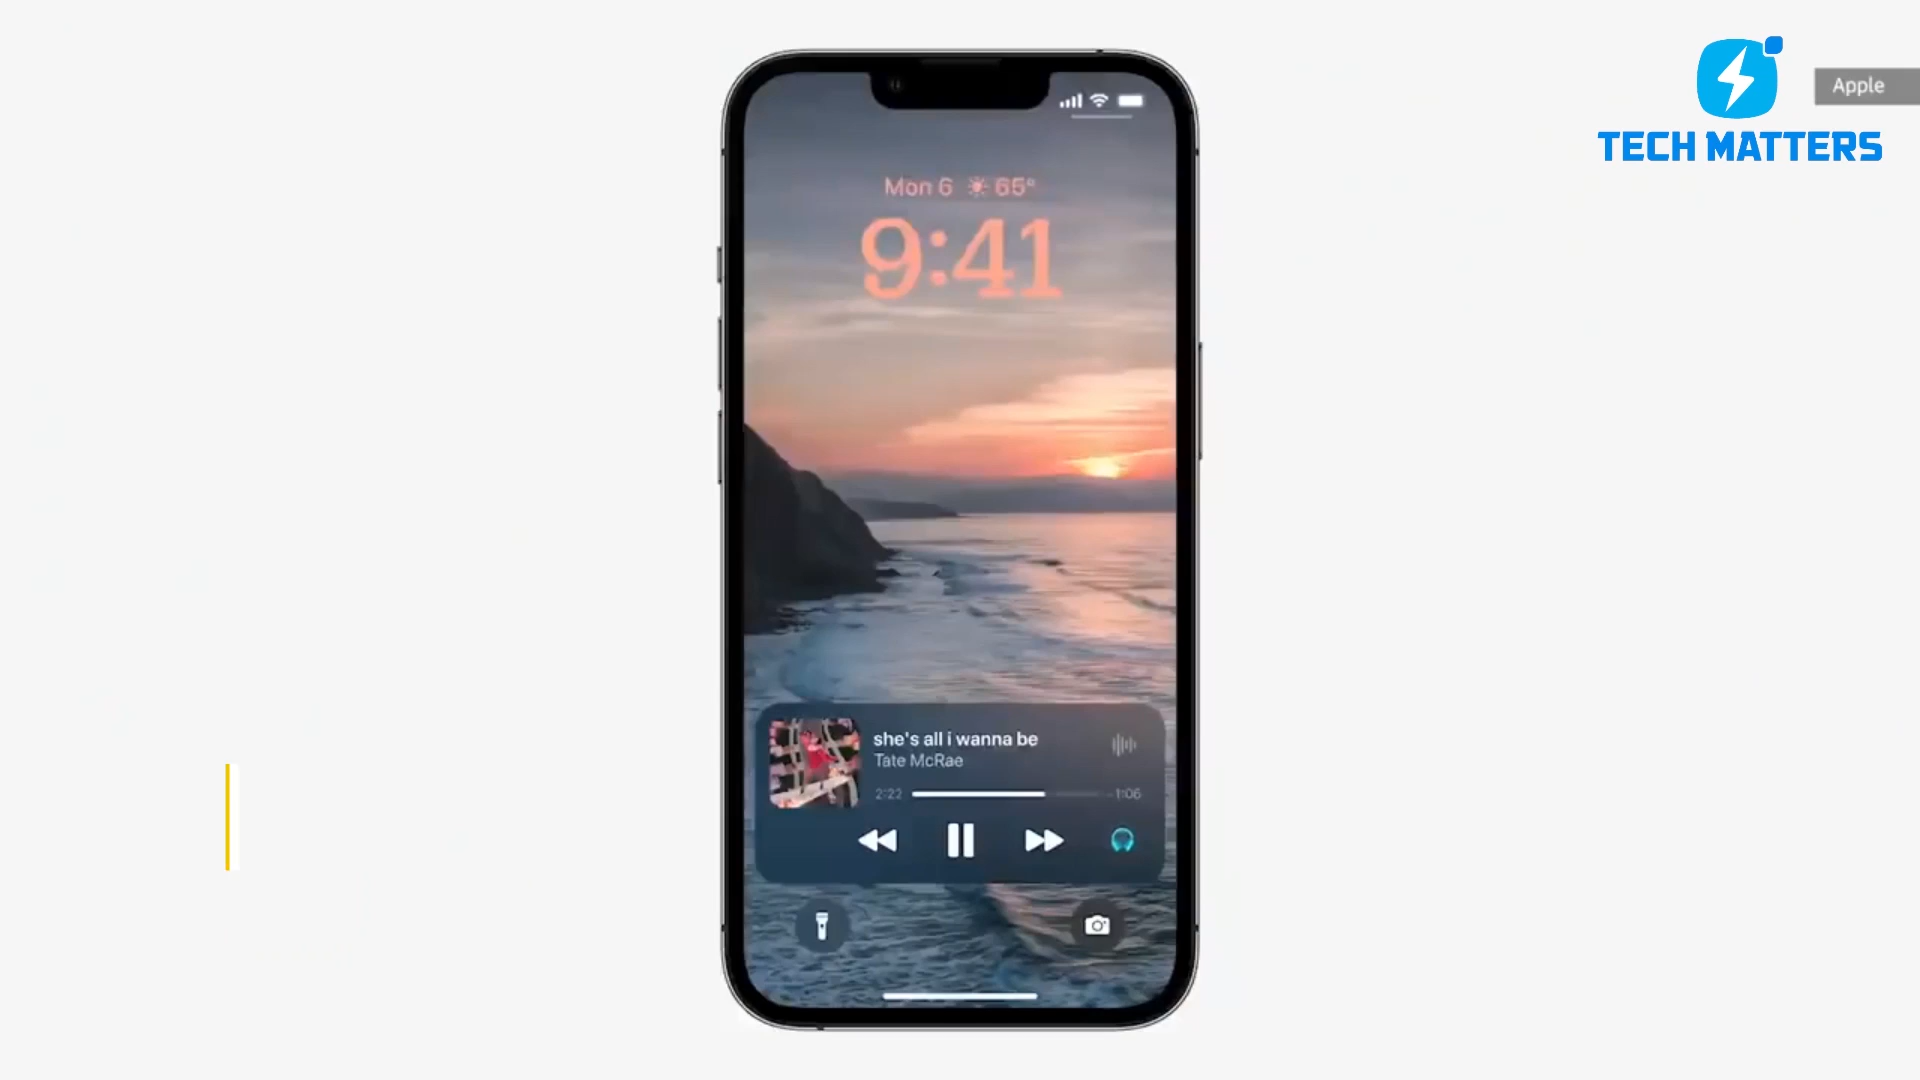 Apple
TECH MATTERS
Mon 6 65°
9:41
she's all i wanna be
Tate McRae
2:22 -1:06